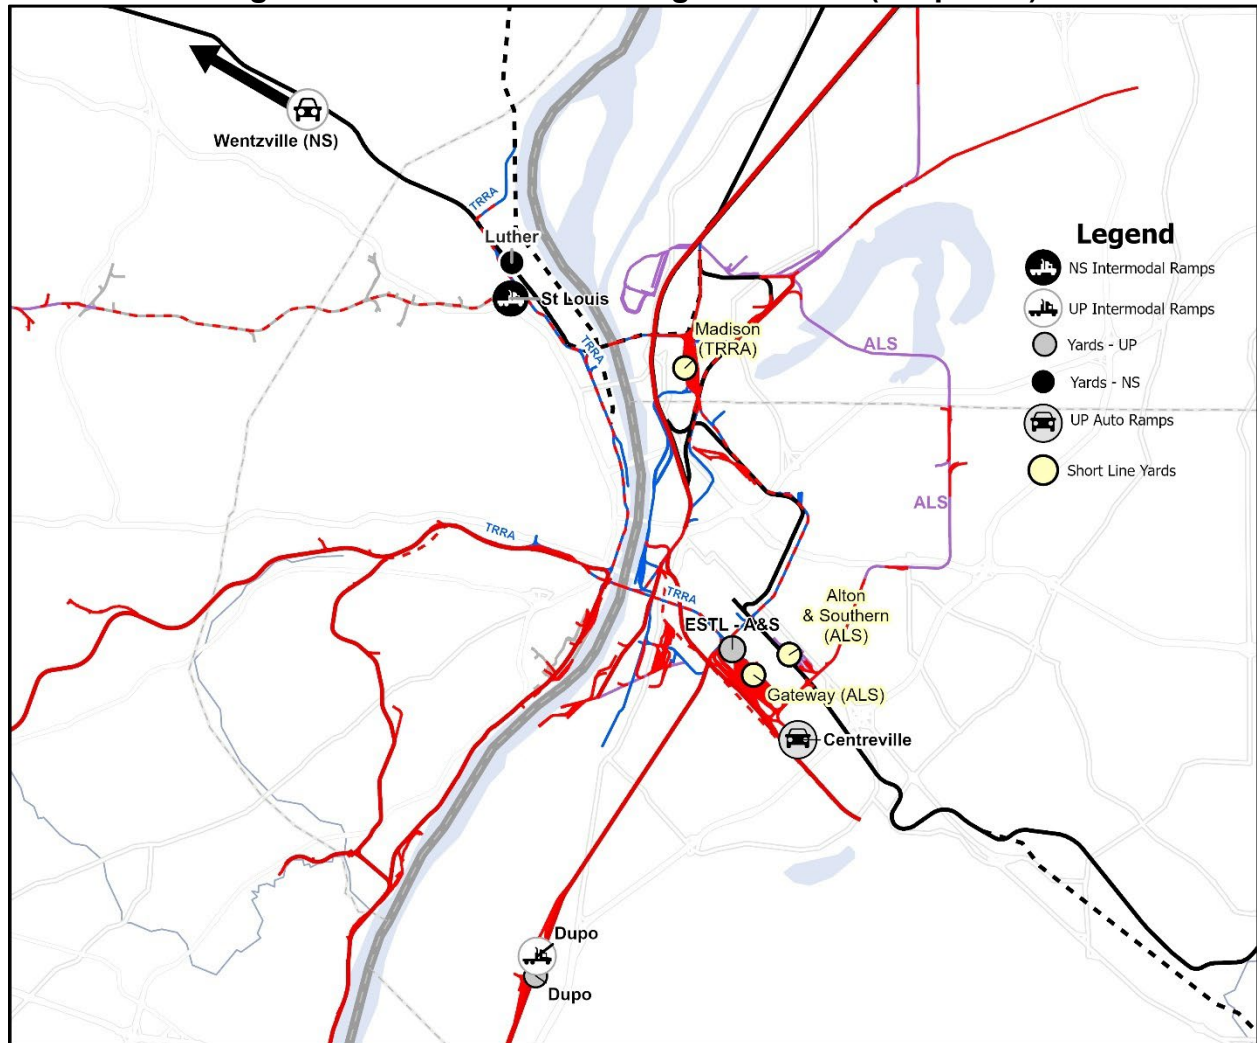 Wentzville (NS)
TRRA
Luther
St Louis
TRRA
Madison
(TRRA)
ALS
ALS
Legend
NS Intermodal Ramps
UP Intermodal Ramps
Yards - UP
Yards - NS
UP Auto Ramps
Short Line Yards
TRRA
TRRA
ESTL - A&S
Alton
& Southern
(ALS)
Gateway (ALS)
Centreville
Dupo
Dupo